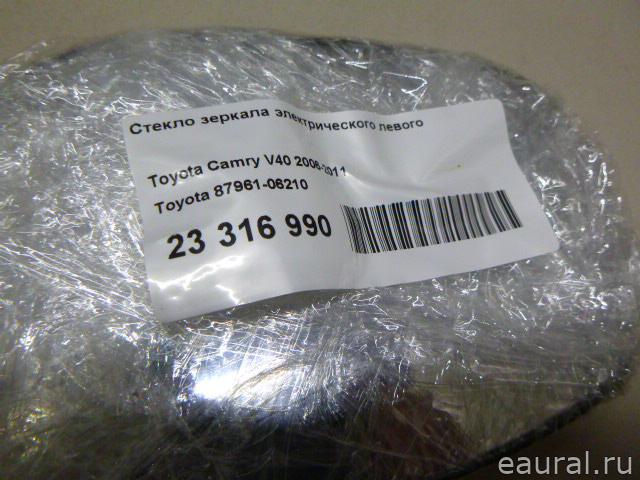 Стекло зеркала электрического левого
Toyota Camry V40 2006-2011
Toyota 87961-06210
23 316 990
eaural.ru